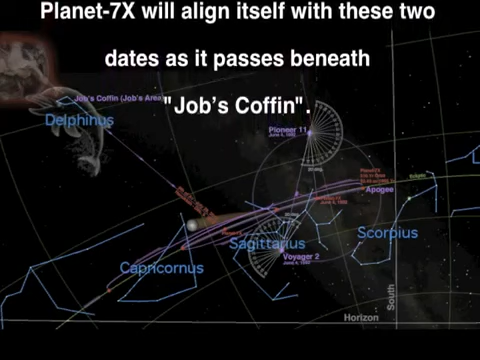 Planet-7X will align itself with these two
dates as it passes beneath
"Job's Coffin".
Job's Coffin (Job's Area)
Delphinus
Pioneer 11
Apogee
Ecliptic
Sagittarius
Scorpius
Voyager 2
Capricornus
South
Horizon